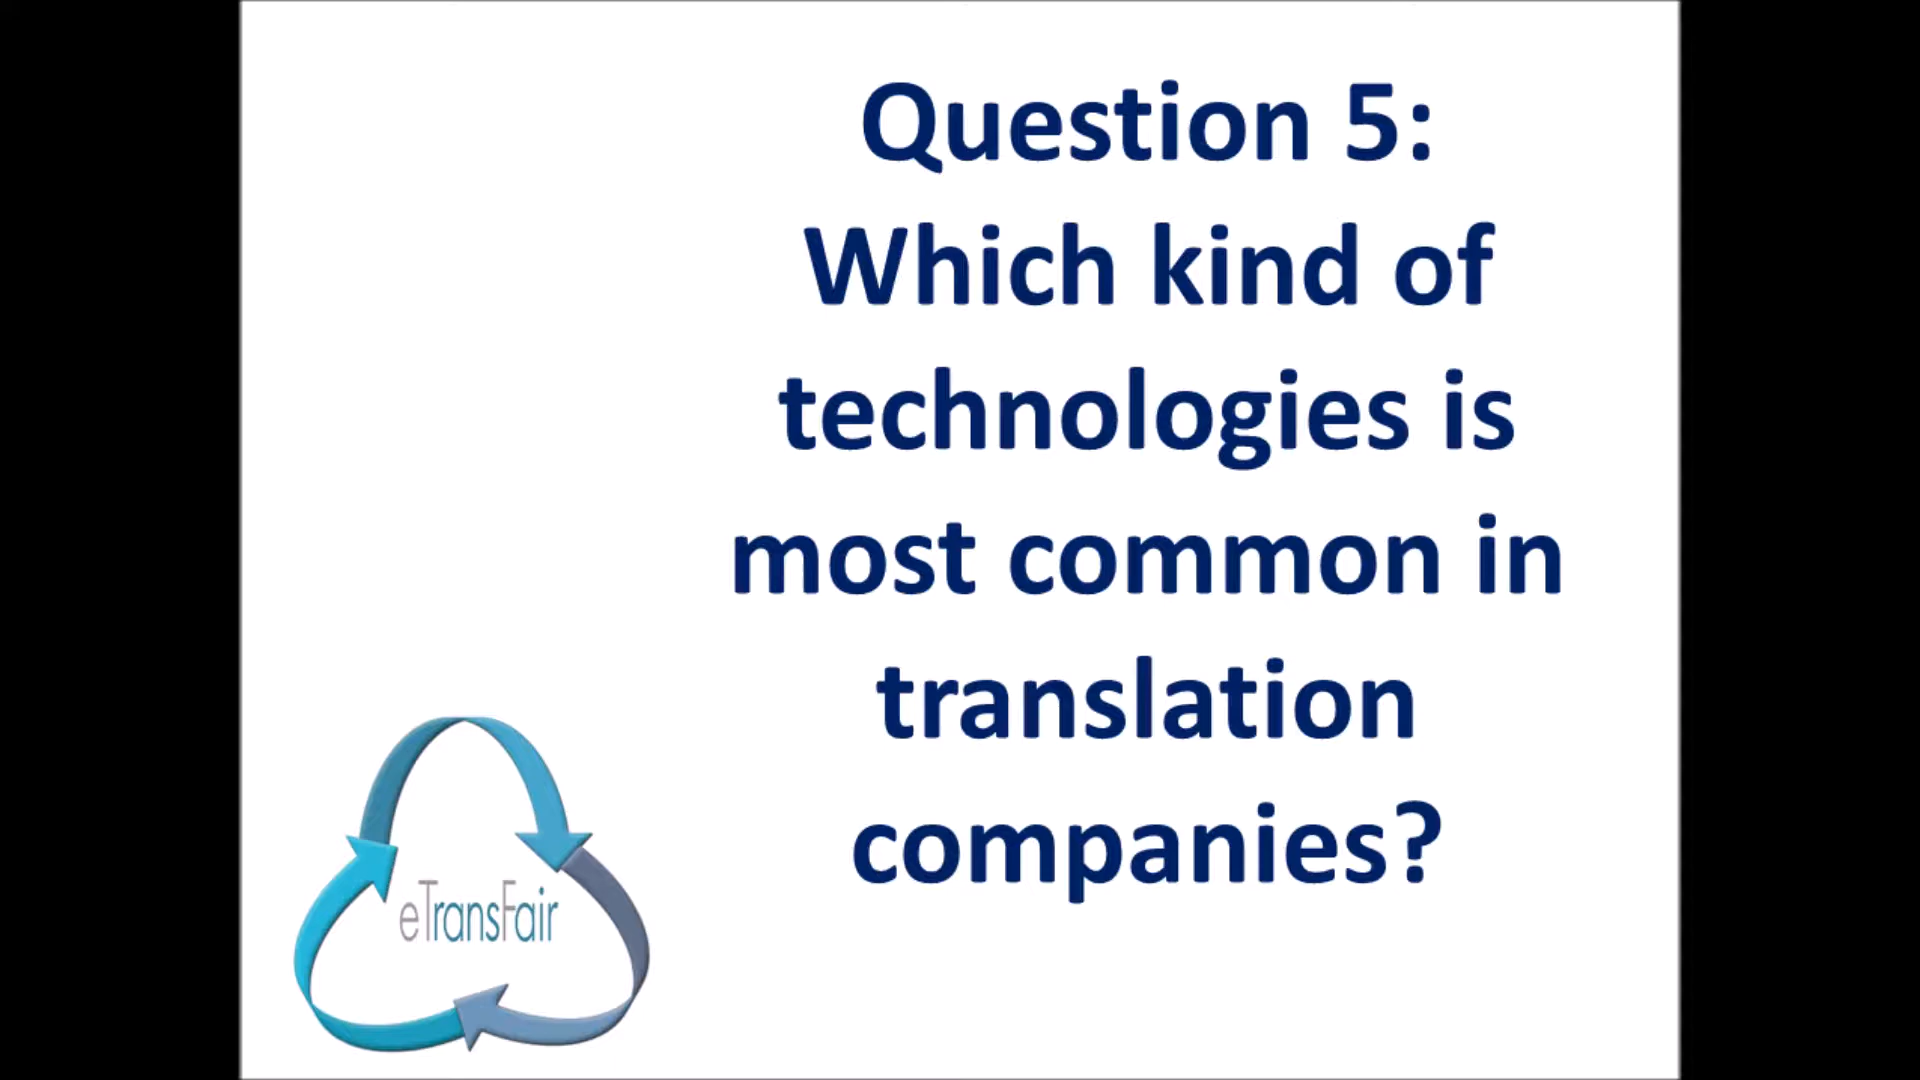 Question 5:
Which kind of
technologies is
most common in
translation
companies?
eTransFair